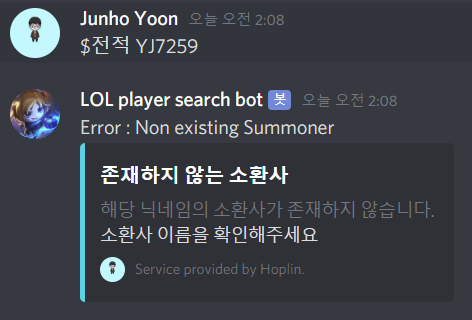 Junho Yoon 오늘 오전 2:08
$전적 YJ7259
LOL player search bot 봇 오늘 오전 2:08
Error : Non existing Summoner
존재하지 않는 소환사
해당 닉네임의 소환사가 존재하지 않습니다.
소환사 이름을 확인해주세요
Service provided by Hoplin.